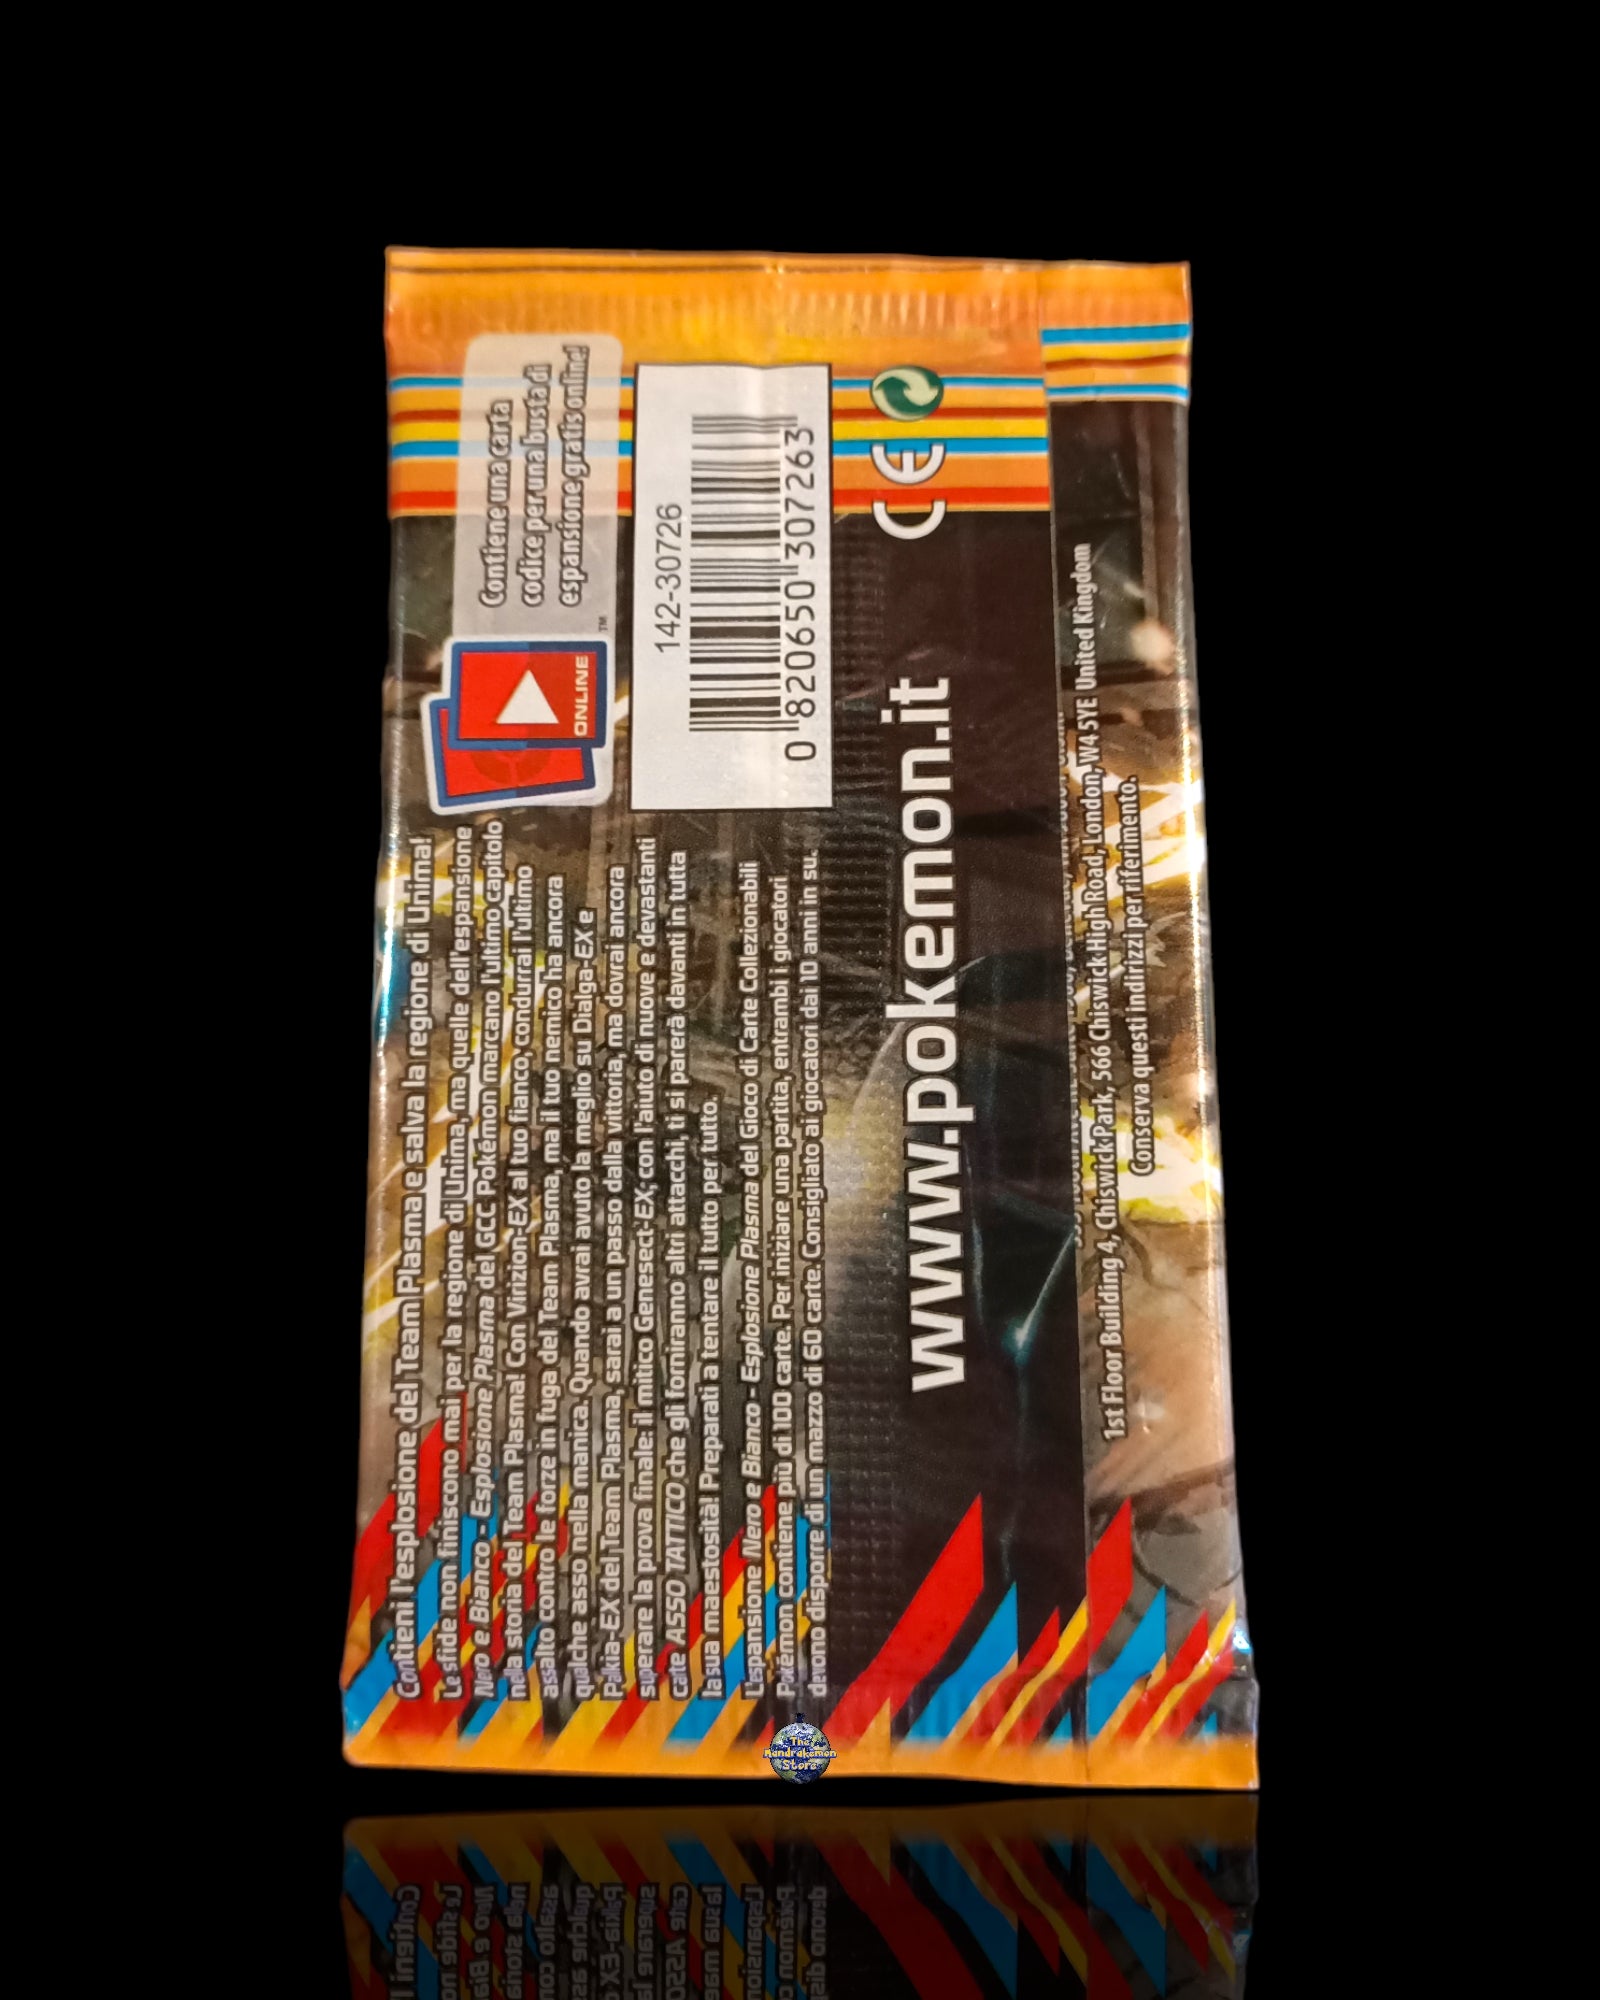 Contieni l'esplosione del Team Plasma e salva la regione di Unima!
Le sfide non finiscono mai per la regione di Unima, ma quelle dell'espansione
Nero e Bianco - Esplosione Plasma del GCC Pokémon marcano l'ultimo capitolo
nella storia del Team Plasma! Con Virizion-EX al tuo fianco, condurrai l'ultimo
assalto contro le forze in fuga del Team Plasma, ma il tuo nemico ha ancora
qualche asso nella manica. Quando avrai avuto la meglio su Dialga-EX e
Palkia-EX del Team Plasma, sarai a un passo dalla vittoria, ma dovrai ancora
superare la prova finale: il mitico Genesect-EX; con l'aiuto di nuove e devastanti
carte ASSO TATTICO che gli forniranno altri attacchi, ti si parerà davanti in tutta
la sua maestosità! Preparati a tentare il tutto per tutto.
L'espansione Nero e Bianco - Esplosione Plasma del Gioco di Carte Collezionabili
Pokémon contiene più di 100 carte. Per iniziare una partita, entrambi i giocatori
devono disporre di un mazzo di 60 carte. Consigliato ai giocatori dai 10 anni in su.
ONLINE
TM
Contiene una carta
codice per una busta di
espansione gratis online!
142-30726
0 820650 307263
www.pokemon.it
CE
1st Floor Building 4, Chiswick Park, 566 Chiswick High Road, London, W4 5YE United Kingdom
Conserva questi indirizzi per riferimento.
The
Mandrakemon
Store